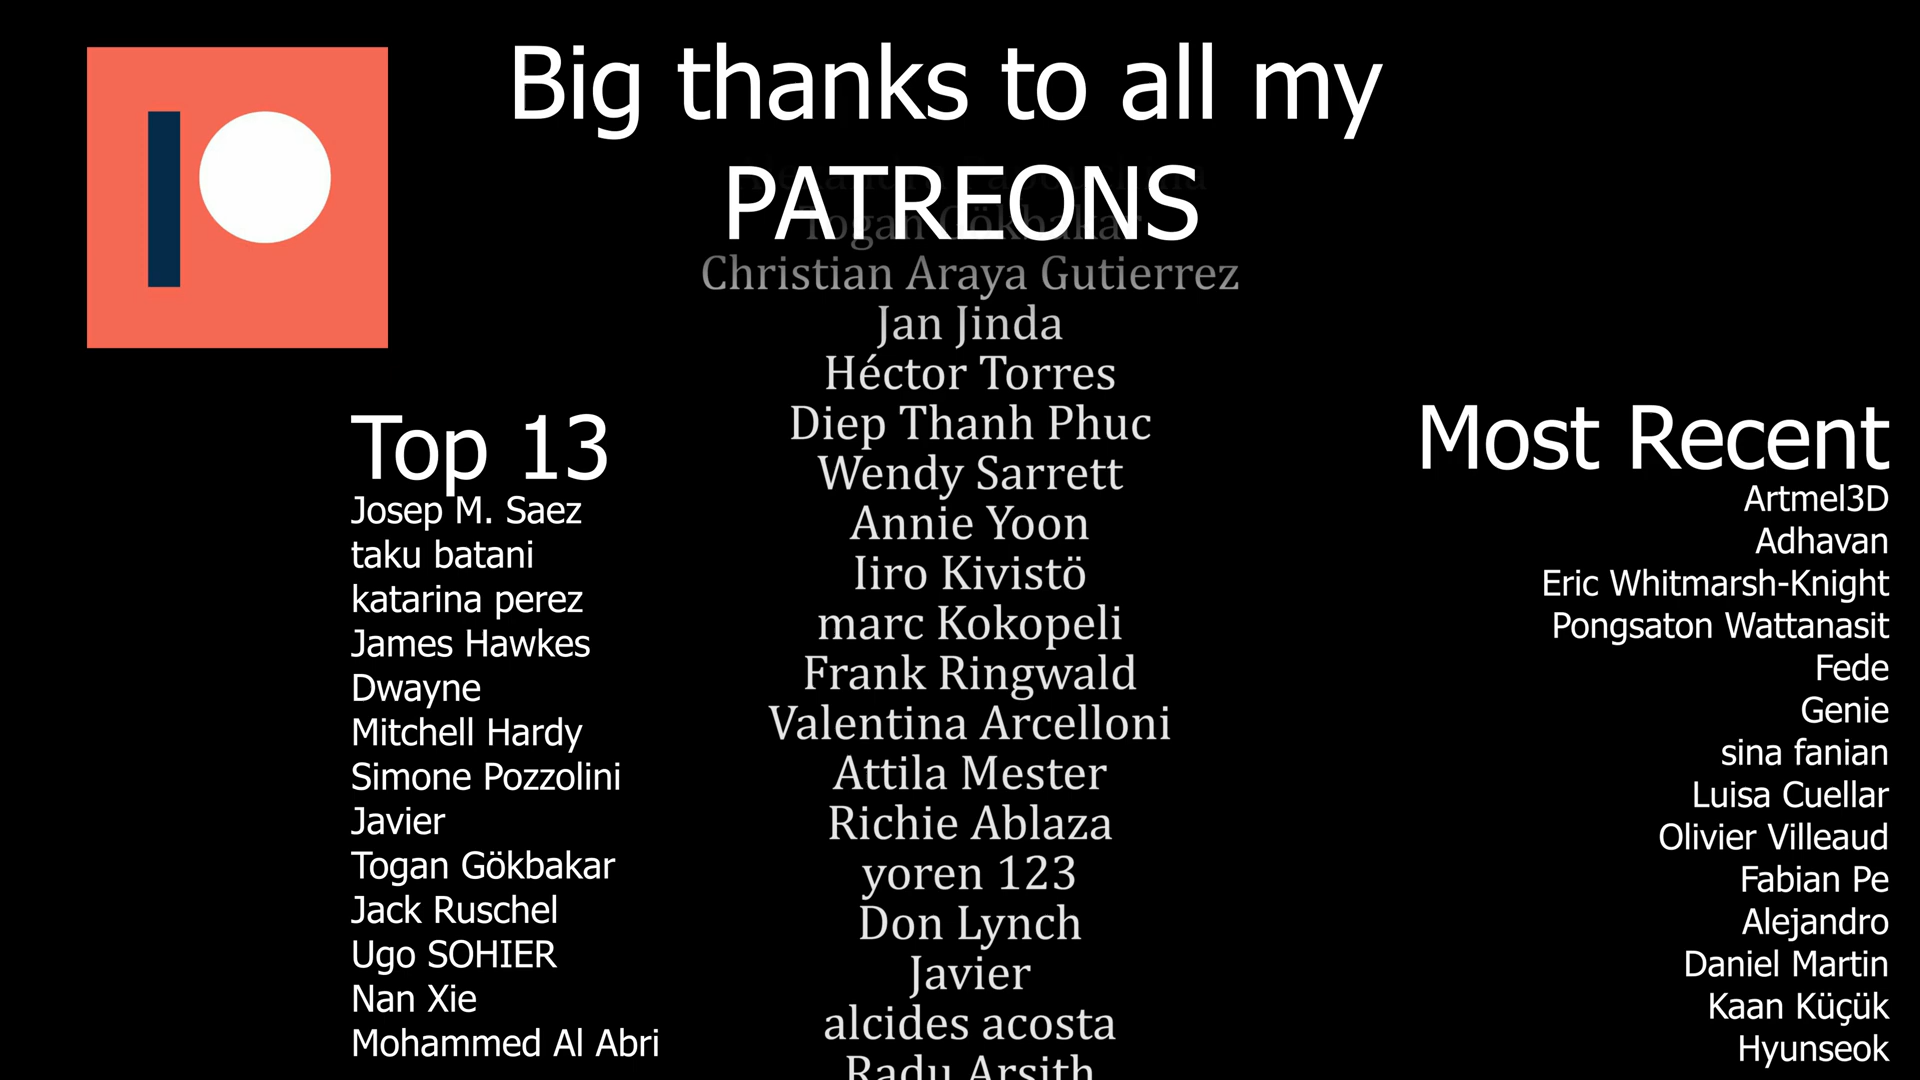 Big thanks to all my
PATREONS
Togan Gökbakar
Christian Araya Gutierrez
Jan Jinda
Héctor Torres
Diep Thanh Phuc
Wendy Sarrett
Annie Yoon
Iiro Kivistö
marc Kokopeli
Frank Ringwald
Valentina Arcelloni
Attila Mester
Richie Ablaza
yoren 123
Don Lynch
Javier
alcides acosta
Radu Arsith
Top 13
Josep M. Saez
taku batani
katarina perez
James Hawkes
Dwayne
Mitchell Hardy
Simone Pozzolini
Javier
Togan Gökbakar
Jack Ruschel
Ugo SOHIER
Nan Xie
Mohammed Al Abri
Most Recent
Artmel3D
Adhavan
Eric Whitmarsh-Knight
Pongsaton Wattanasit
Fede
Genie
sina fanian
Luisa Cuellar
Olivier Villeaud
Fabian Pe
Alejandro
Daniel Martin
Kaan Küçük
Hyunseok